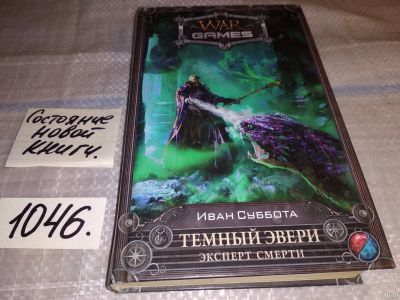 WAR
GAMES
Состояние
новой
книги.
1046.
ИВАН СУББОТА
ТЕМНЫЙ ЭВЕРИ
ЭКСПЕРТ СМЕРТИ